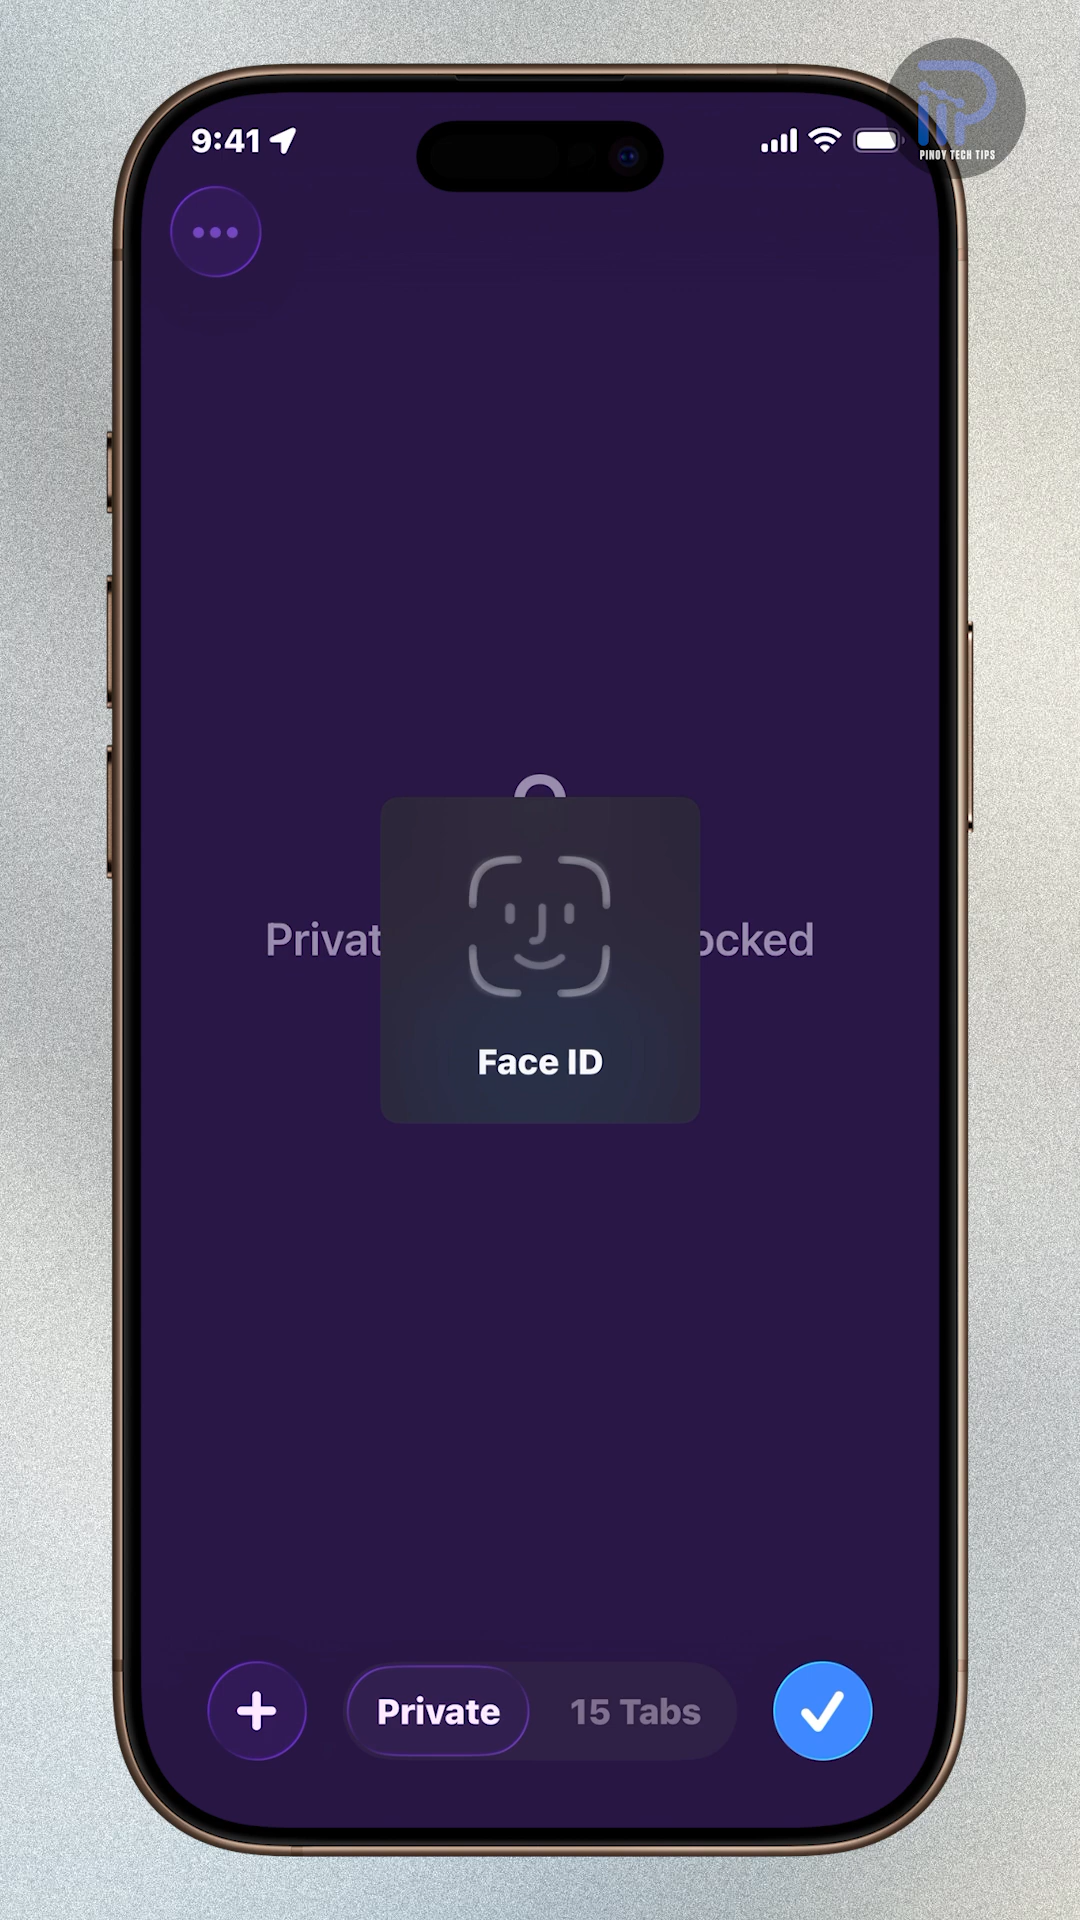 9:41
PINOY TECH TIPS
Privat ocked
Face ID
Private 15 Tabs